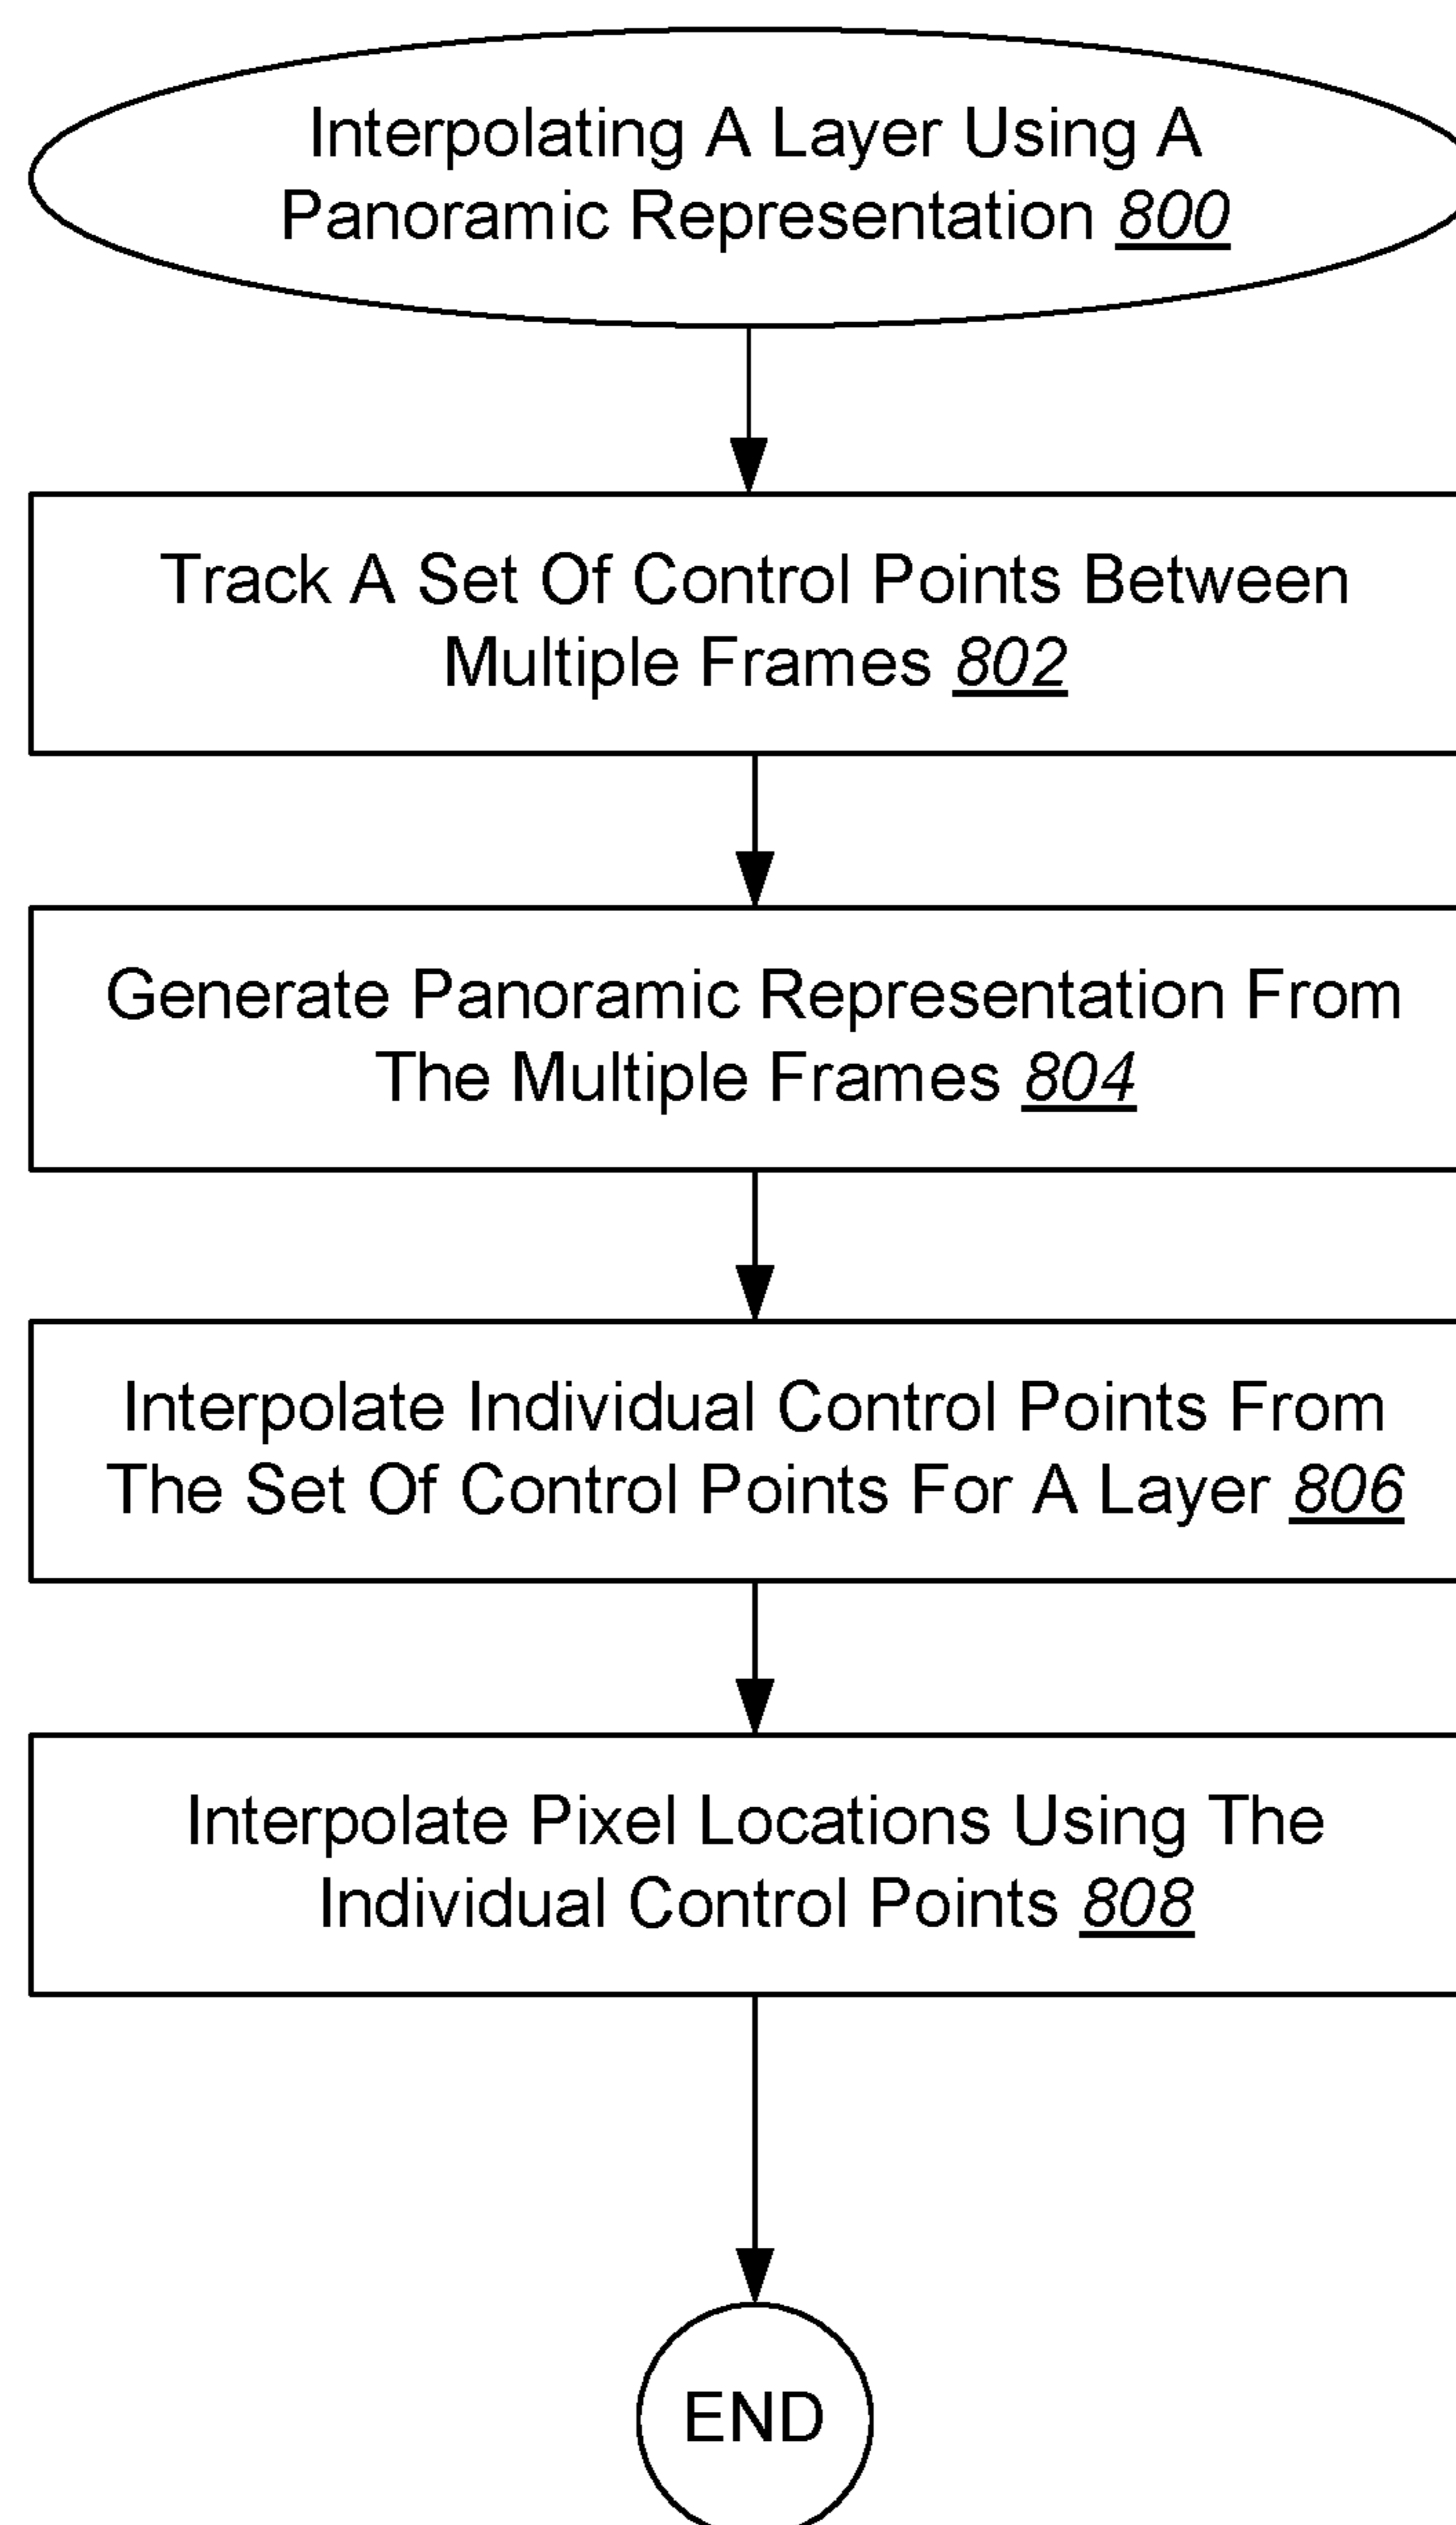 Interpolating A Layer Using A
Panoramic Representation 800
Track A Set Of Control Points Between
Multiple Frames 802
Generate Panoramic Representation From
The Multiple Frames 804
Interpolate Individual Control Points From
The Set Of Control Points For A Layer 806
Interpolate Pixel Locations Using The
Individual Control Points 808
END